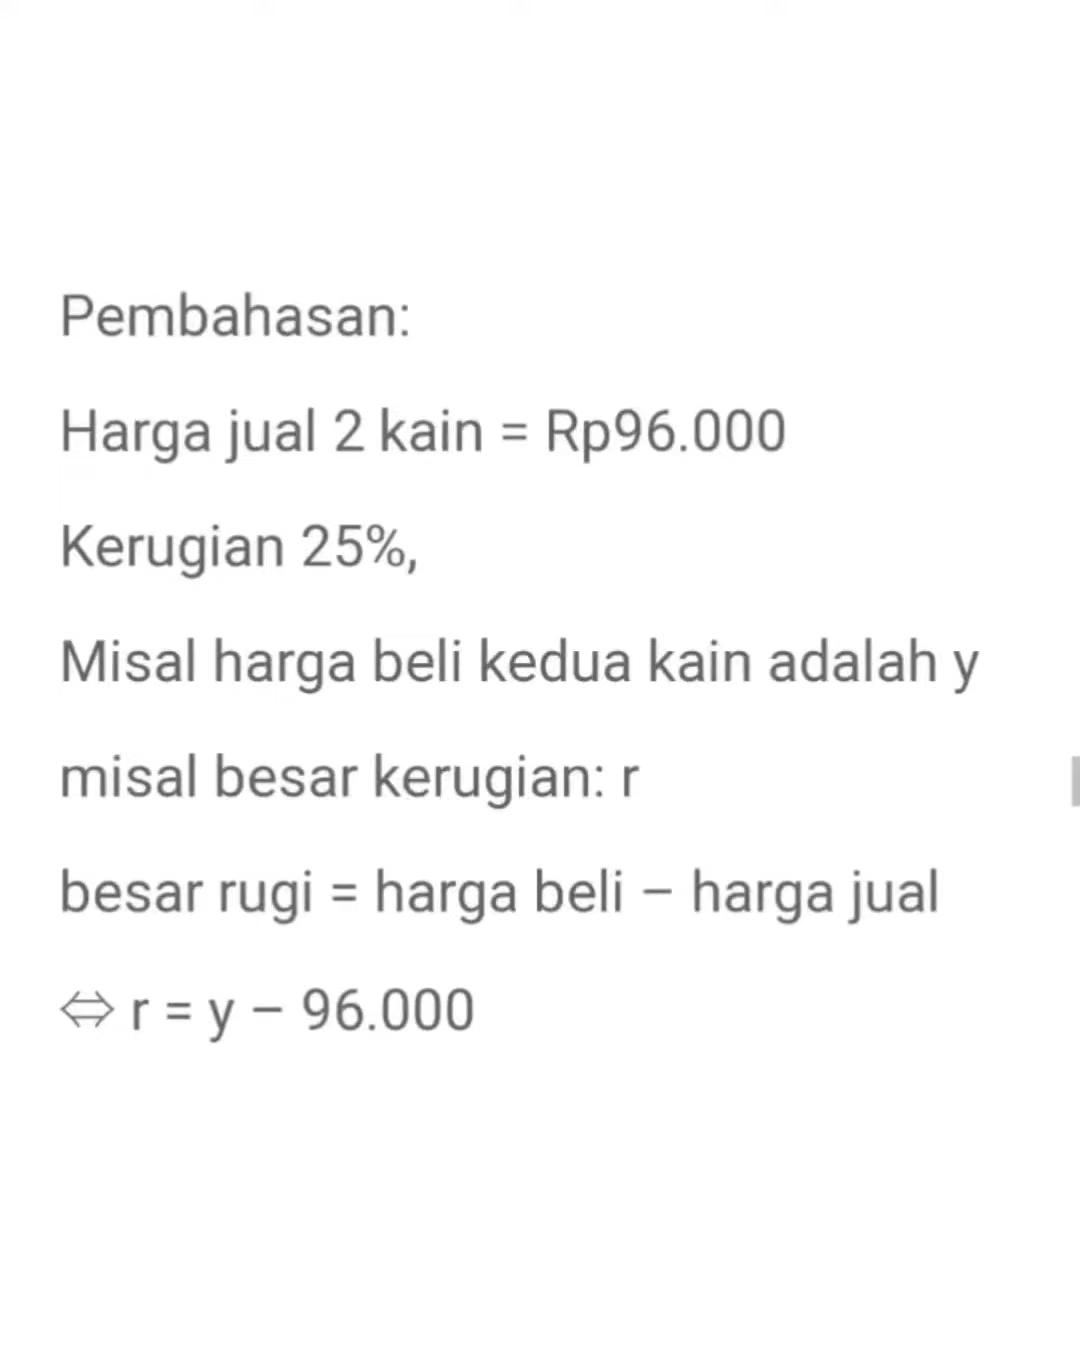 Pembahasan:
Harga jual 2 kain = Rp96.000
Kerugian 25%,
Misal harga beli kedua kain adalah y
misal besar kerugian: r
besar rugi = harga beli – harga jual
⇔ r = y – 96.000